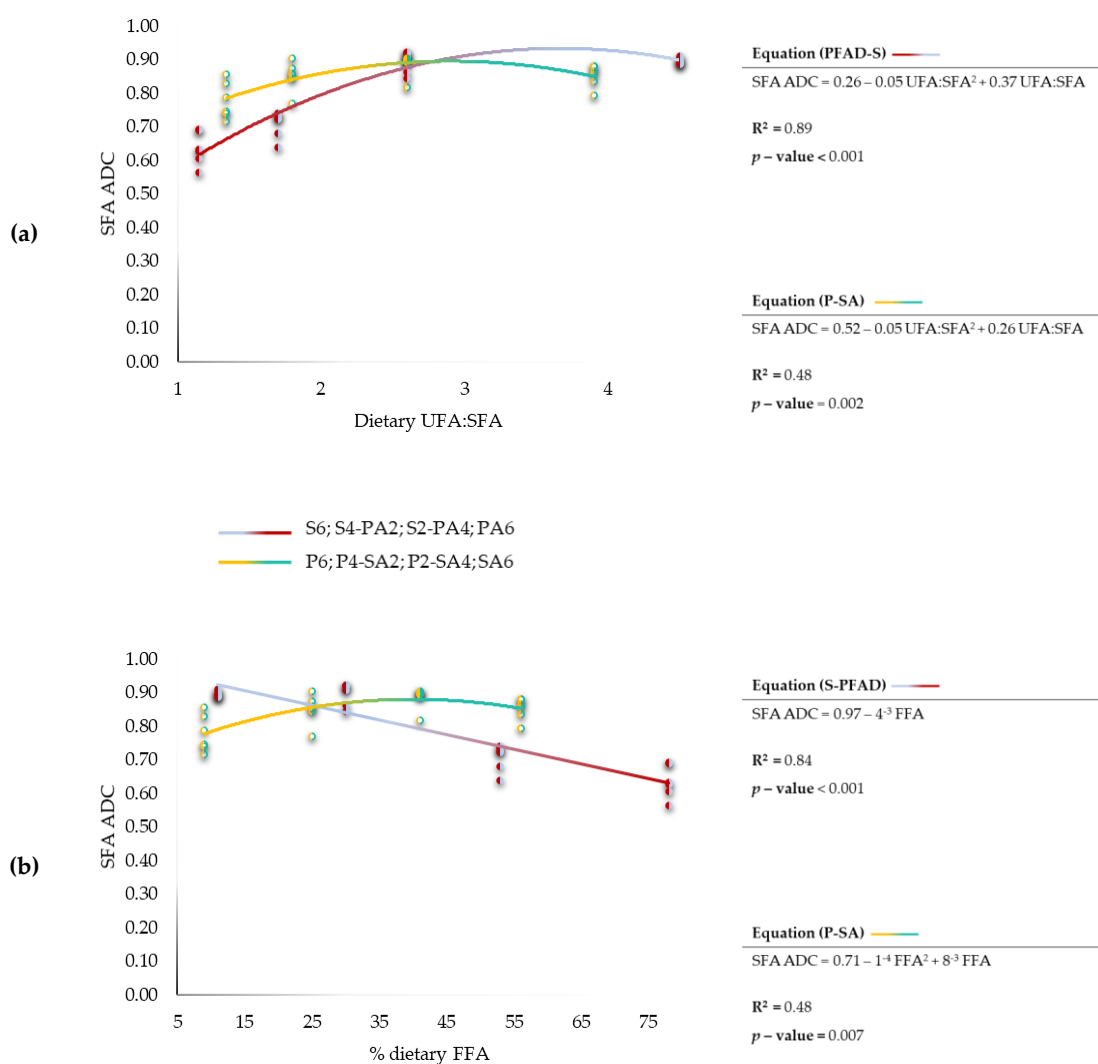 (a)
SFA ADC
1.00
0.90
0.80
0.70
0.60
0.50
0.40
0.30
0.20
0.10
0.00
1 2 3 4
Dietary UFA:SFA
Equation (PFAD-S)
SFA ADC = 0.26 – 0.05 UFA:SFA² + 0.37 UFA:SFA
R² = 0.89
p – value < 0.001
Equation (P-SA)
SFA ADC = 0.52 – 0.05 UFA:SFA² + 0.26 UFA:SFA
R² = 0.48
p – value = 0.002
S6; S4-PA2; S2-PA4; PA6
P6; P4-SA2; P2-SA4; SA6
(b)
SFA ADC
1.00
0.90
0.80
0.70
0.60
0.50
0.40
0.30
0.20
0.10
0.00
5 15 25 35 45 55 65 75
% dietary FFA
Equation (S-PFAD)
SFA ADC = 0.97 – 4⁻³ FFA
R² = 0.84
p – value < 0.001
Equation (P-SA)
SFA ADC = 0.71 – 1⁻⁴ FFA² + 8⁻³ FFA
R² = 0.48
p – value = 0.007